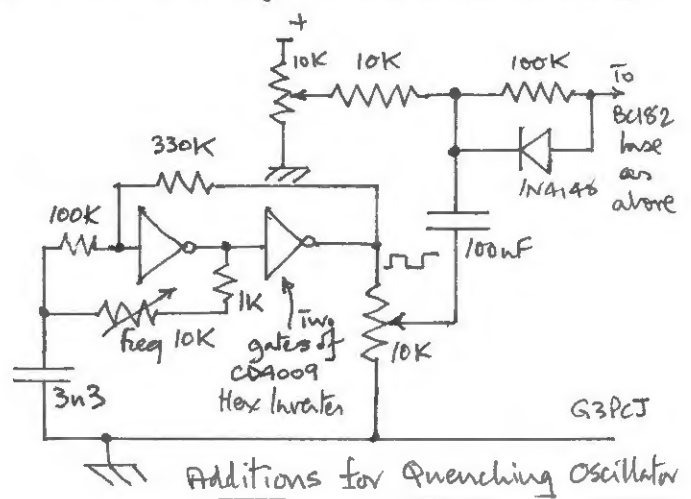 +
10K
10K
100K
To
BC182
base
as
above
1N4148
330K
100K
100nF
1K
freq 10K
Two
gates of
CD4009
Hex Inverter
10K
3n3
G3PCJ
Additions for Quenching Oscillator